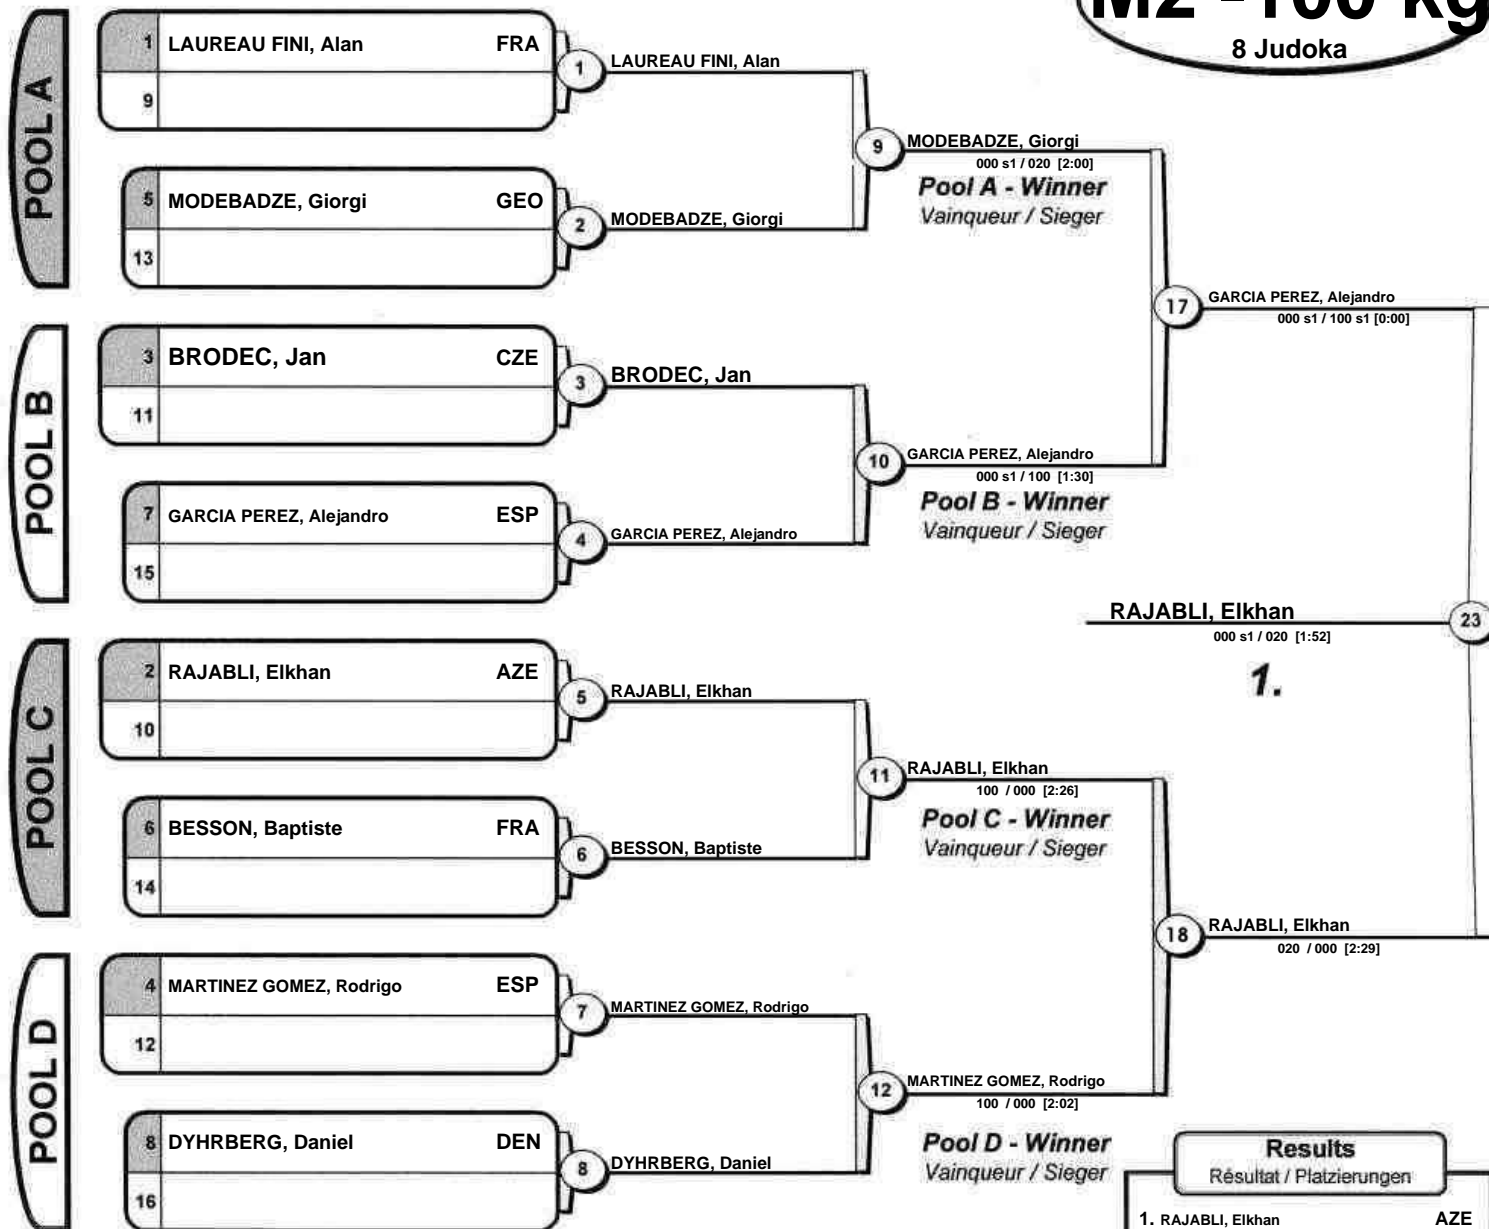 M2 -100 kg
8 Judoka
POOL A
1 LAUREAU FINI, Alan FRA
9
5 MODEBADZE, Giorgi GEO
13
1 LAUREAU FINI, Alan
2 MODEBADZE, Giorgi
9 MODEBADZE, Giorgi
000 s1 / 020 [2:00]
Pool A - Winner
Vainqueur / Sieger
POOL B
3 BRODEC, Jan CZE
11
7 GARCIA PEREZ, Alejandro ESP
15
3 BRODEC, Jan
4 GARCIA PEREZ, Alejandro
10 GARCIA PEREZ, Alejandro
000 s1 / 100 [1:30]
Pool B - Winner
Vainqueur / Sieger
17 GARCIA PEREZ, Alejandro
000 s1 / 100 s1 [0:00]
RAJABLI, Elkhan 23
000 s1 / 020 [1:52]
1.
POOL C
2 RAJABLI, Elkhan AZE
10
6 BESSON, Baptiste FRA
14
5 RAJABLI, Elkhan
6 BESSON, Baptiste
11 RAJABLI, Elkhan
100 / 000 [2:26]
Pool C - Winner
Vainqueur / Sieger
18 RAJABLI, Elkhan
020 / 000 [2:29]
POOL D
4 MARTINEZ GOMEZ, Rodrigo ESP
12
8 DYHRBERG, Daniel DEN
16
7 MARTINEZ GOMEZ, Rodrigo
8 DYHRBERG, Daniel
12 MARTINEZ GOMEZ, Rodrigo
100 / 000 [2:02]
Pool D - Winner
Vainqueur / Sieger
Results
Résultat / Platzierungen
1. RAJABLI, Elkhan AZE